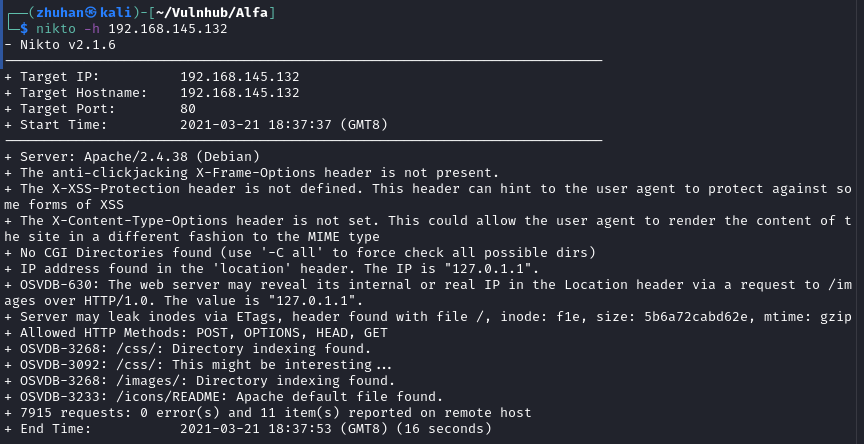 ┌──(zhuhan㉿kali)-[~/Vulnhub/Alfa]
└─$ nikto -h 192.168.145.132
- Nikto v2.1.6
---------------------------------------------------------------------------
+ Target IP:          192.168.145.132
+ Target Hostname:    192.168.145.132
+ Target Port:        80
+ Start Time:         2021-03-21 18:37:37 (GMT8)
---------------------------------------------------------------------------
+ Server: Apache/2.4.38 (Debian)
+ The anti-clickjacking X-Frame-Options header is not present.
+ The X-XSS-Protection header is not defined. This header can hint to the user agent to protect against so
me forms of XSS
+ The X-Content-Type-Options header is not set. This could allow the user agent to render the content of t
he site in a different fashion to the MIME type
+ No CGI Directories found (use '-C all' to force check all possible dirs)
+ IP address found in the 'location' header. The IP is "127.0.1.1".
+ OSVDB-630: The web server may reveal its internal or real IP in the Location header via a request to /im
ages over HTTP/1.0. The value is "127.0.1.1".
+ Server may leak inodes via ETags, header found with file /, inode: f1e, size: 5b6a72cabd62e, mtime: gzip
+ Allowed HTTP Methods: POST, OPTIONS, HEAD, GET
+ OSVDB-3268: /css/: Directory indexing found.
+ OSVDB-3092: /css/: This might be interesting...
+ OSVDB-3268: /images/: Directory indexing found.
+ OSVDB-3233: /icons/README: Apache default file found.
+ 7915 requests: 0 error(s) and 11 item(s) reported on remote host
+ End Time:           2021-03-21 18:37:53 (GMT8) (16 seconds)